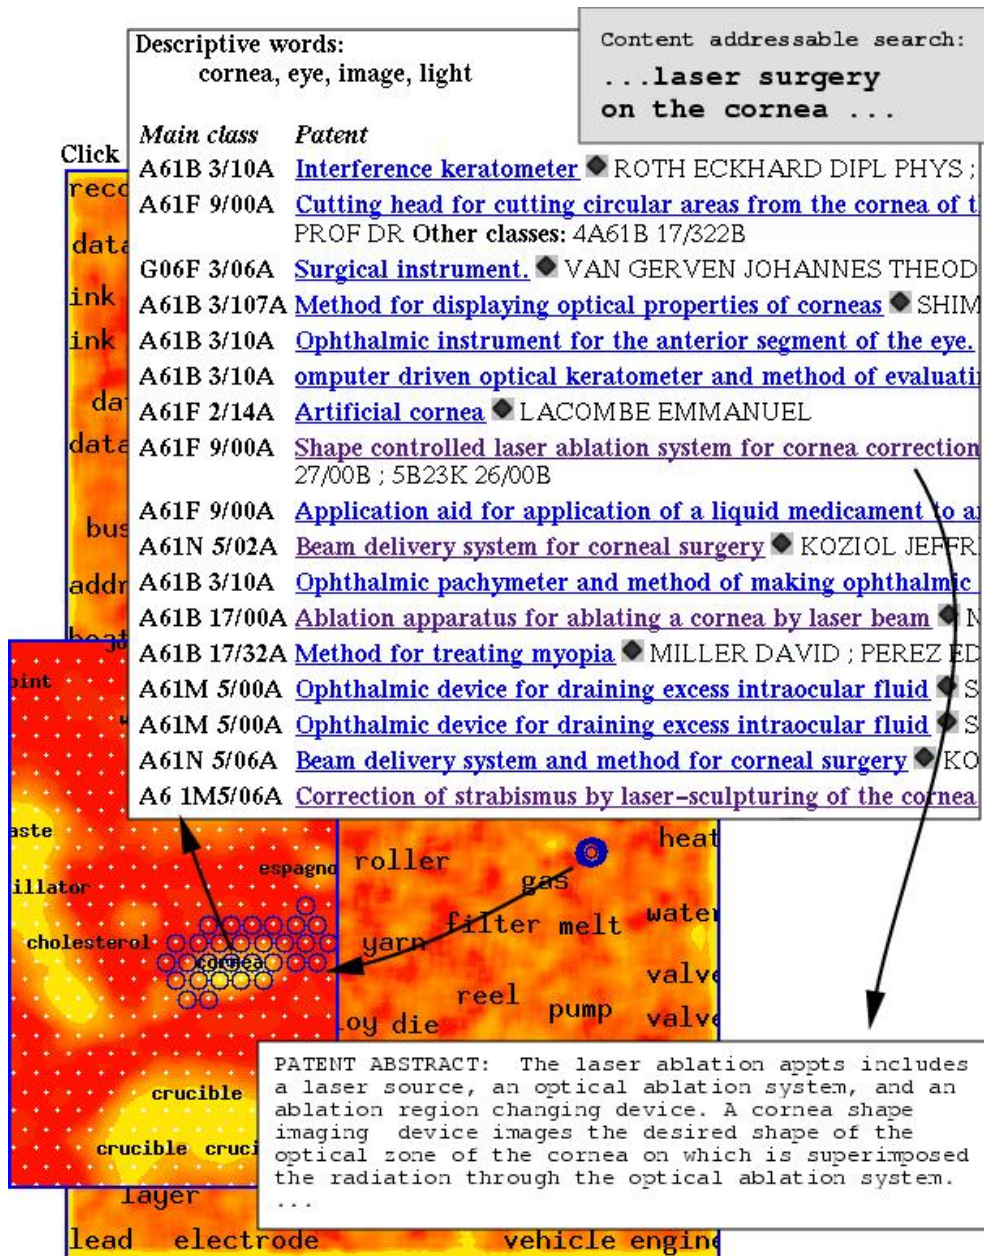 Descriptive words:
cornea, eye, image, light
Content addressable search:
...laser surgery
on the cornea ...
Main class Patent
A61B 3/10A Interference keratometer ROTH ECKHARD DIPL PHYS ;
A61F 9/00A Cutting head for cutting circular areas from the cornea of
PROF DR Other classes: 4A61B 17/322B
G06F 3/06A Surgical instrument. VAN GERVEN JOHANNES THEOD
A61B 3/107A Method for displaying optical properties of corneas SHIM
A61B 3/10A Ophthalmic instrument for the anterior segment of the eye.
A61B 3/10A omputer driven optical keratometer and method of evaluati
A61F 2/14A Artificial cornea LACOMBE EMMANUEL
A61F 9/00A Shape controlled laser ablation system for cornea correction
27/00B ; 5B23K 26/00B
A61F 9/00A Application aid for application of a liquid medicament to a
A61N 5/02A Beam delivery system for corneal surgery KOZIOL JEFFR
A61B 3/10A Ophthalmic pachymeter and method of making ophthalmic
A61B 17/00A Ablation apparatus for ablating a cornea by laser beam M
A61B 17/32A Method for treating myopia MILLER DAVID ; PEREZ ED
A61M 5/00A Ophthalmic device for draining excess intraocular fluid S
A61M 5/00A Ophthalmic device for draining excess intraocular fluid S
A61N 5/06A Beam delivery system and method for corneal surgery KO
A6 1M5/06A Correction of strabismus by laser-sculpturing of the cornea
Click
reco
data
ink
ink
da
data
bus
addr
oint
aste
illator
espagno
cholesterol
cornea
crucible
crucible cruci
roller
gas
heat
filter melt
water
yarn
valv
reel
pump
valv
oy die
PATENT ABSTRACT: The laser ablation appts includes
a laser source, an optical ablation system, and an
ablation region changing device. A cornea shape
imaging device images the desired shape of the
optical zone of the cornea on which is superimposed
the radiation through the optical ablation system.
...
layer
lead electrode
vehicle engin